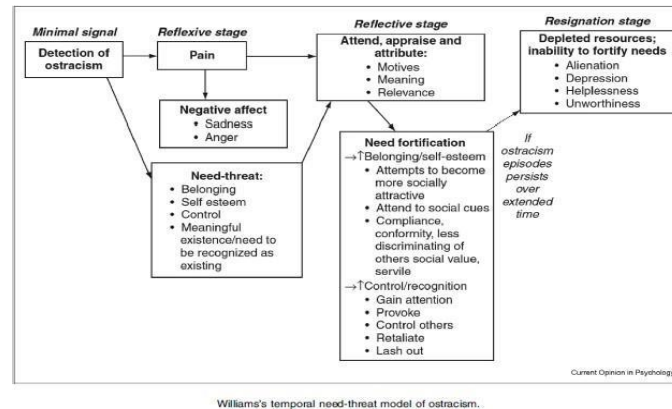 Minimal signal
Detection of
ostracism
Reflexive stage
Pain
Negative affect
• Sadness
• Anger
Need-threat:
• Belonging
• Self esteem
• Control
• Meaningful
existence/need to
be recognized as
existing
Reflective stage
Attend, appraise and
attribute:
• Motives
• Meaning
• Relevance
Need fortification
→↑Belonging/self-esteem
• Attempts to become
more socially
attractive
• Attend to social cues
• Compliance,
conformity, less
discriminating of
others social value,
servile
→↑Control/recognition
• Gain attention
• Provoke
• Control others
• Retaliate
• Lash out
Resignation stage
Depleted resources;
inability to fortify needs
• Alienation
• Depression
• Helplessness
• Unworthiness
If
ostracism
episodes
persists
over
extended
time
Current Opinion in Psychology
Williams's temporal need-threat model of ostracism.